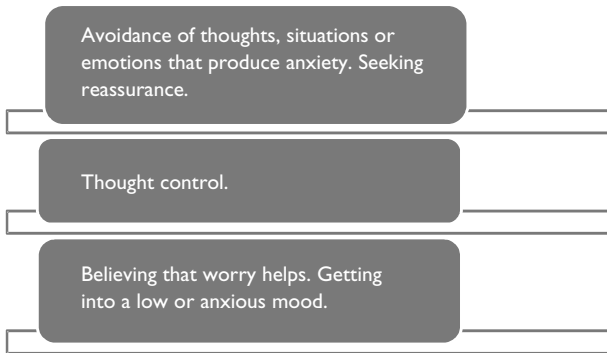 Avoidance of thoughts, situations or
emotions that produce anxiety. Seeking
reassurance.
Thought control.
Believing that worry helps. Getting
into a low or anxious mood.